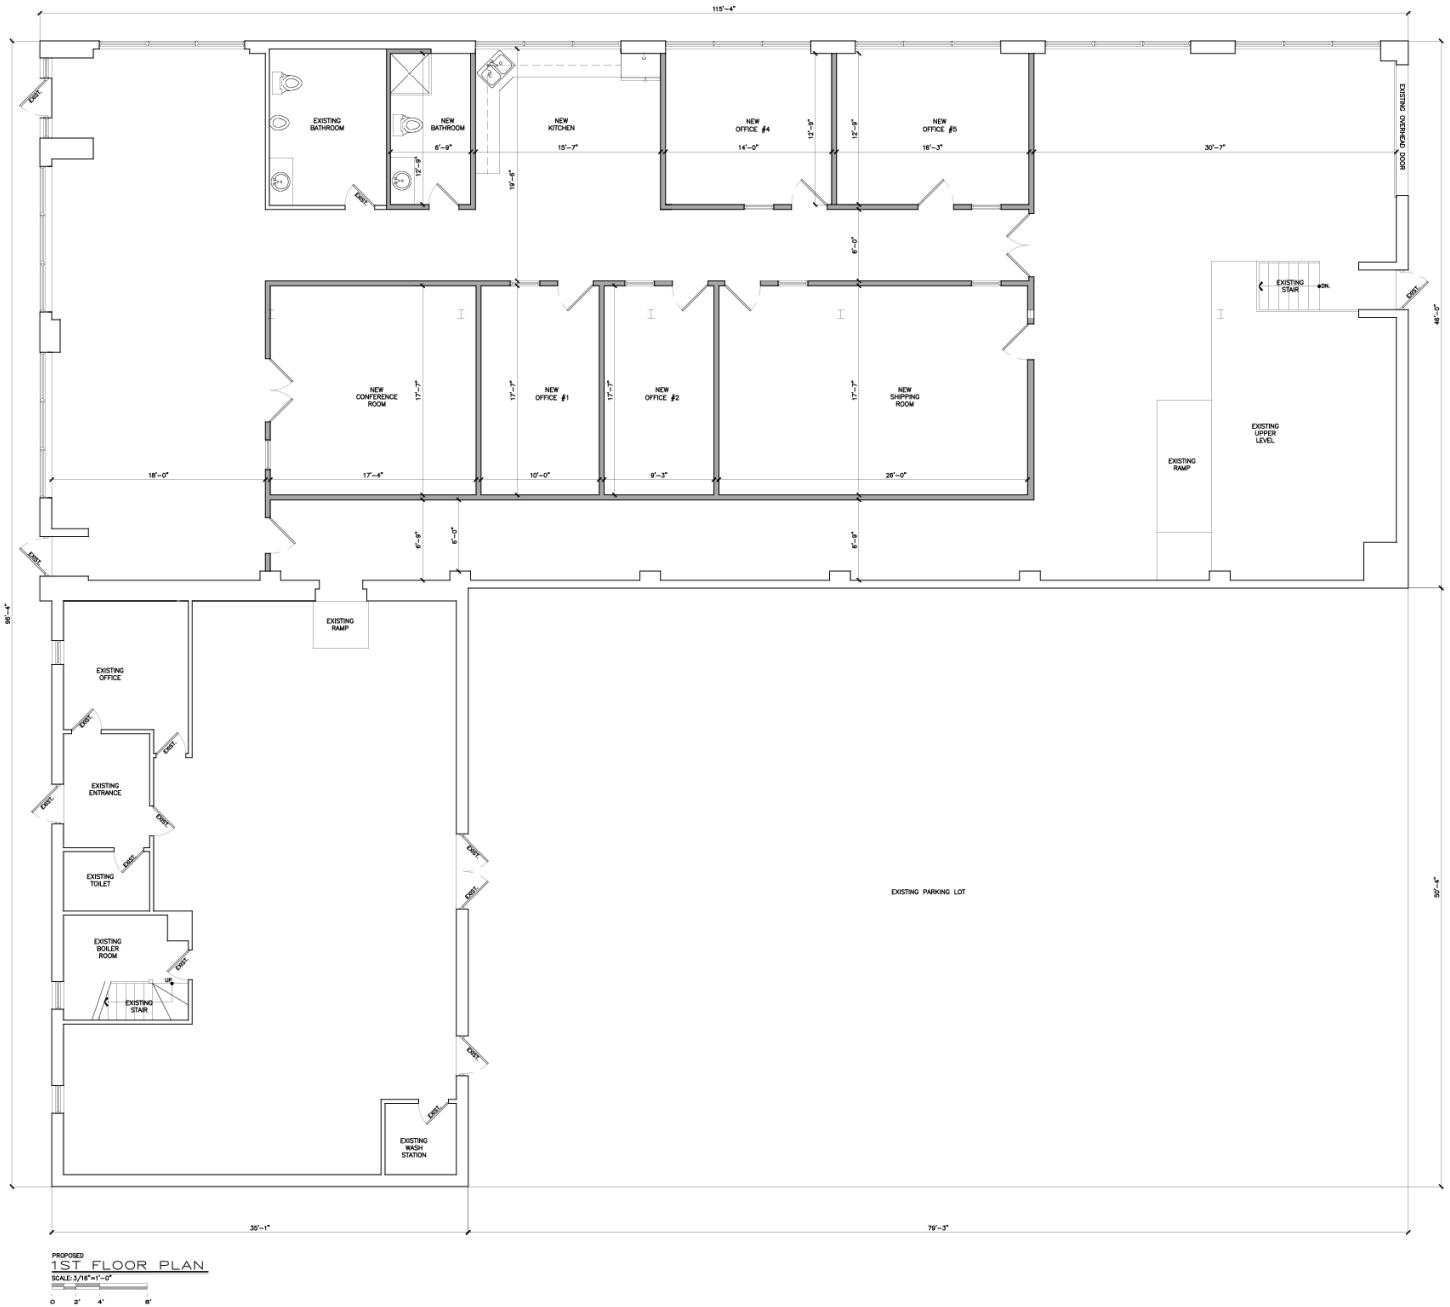 115'-4"
EXIST.
EXISTING
BATHROOM
NEW
BATHROOM
6'-9"
12'-9"
NEW
KITCHEN
15'-7"
19'-6"
NEW
OFFICE #4
14'-0"
12'-9"
12'-9"
NEW
OFFICE #5
16'-3"
30'-7"
EXISTING OVERHEAD DOOR
EXIST.
6'-0"
EXISTING
STAIR
DN.
EXIST.
46'-0"
NEW
CONFERENCE
ROOM
17'-7"
17'-7"
NEW
OFFICE #1
17'-7"
NEW
OFFICE #2
17'-7"
NEW
SHIPPING
ROOM
EXISTING
UPPER
LEVEL
EXISTING
RAMP
18'-0"
17'-4"
10'-0"
9'-3"
26'-0"
6'-9"
6'-0"
6'-9"
EXIST.
96'-4"
EXISTING
RAMP
EXISTING
OFFICE
EXIST.
EXIST.
EXISTING
ENTRANCE
EXIST.
EXIST.
EXIST.
EXISTING
TOILET
EXIST.
EXIST.
EXISTING PARKING LOT
50'-4"
EXISTING
BOILER
ROOM
EXIST.
UP
EXISTING
STAIR
EXIST.
EXIST.
EXISTING
WASH
STATION
35'-1"
79'-3"
PROPOSED
1ST FLOOR PLAN
SCALE: 3/16"=1'-0"
0 2' 4' 8'